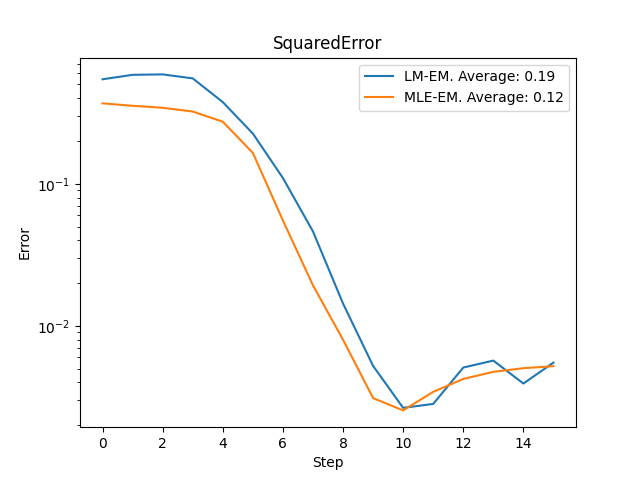 SquaredError
LM-EM. Average: 0.19
MLE-EM. Average: 0.12
Error
10⁻¹
10⁻²
0 2 4 6 8 10 12 14
Step